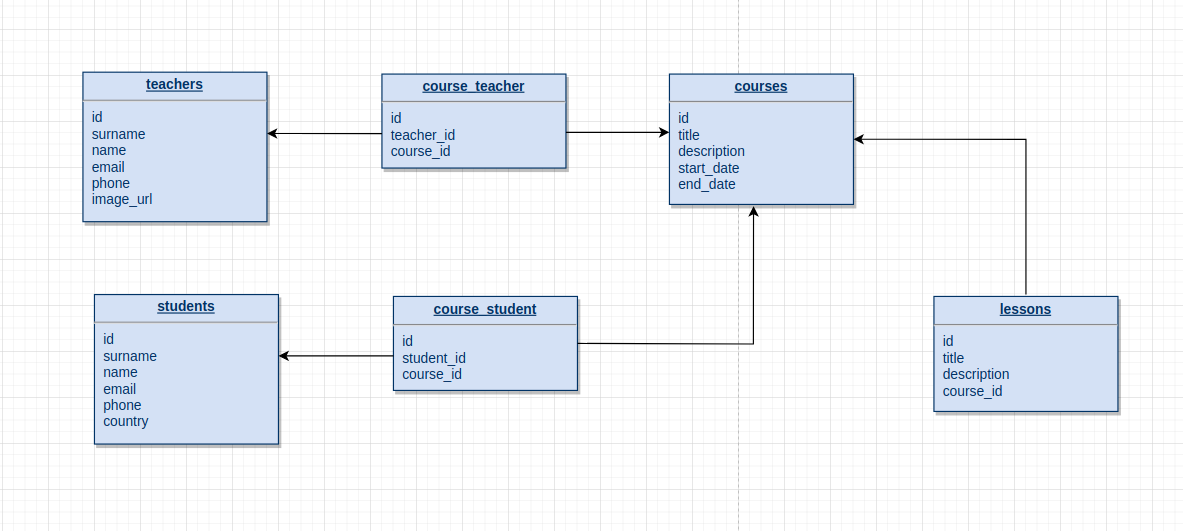 teachers
id
surname
name
email
phone
image_url
course_teacher
id
teacher_id
course_id
courses
id
title
description
start_date
end_date
students
id
surname
name
email
phone
country
course_student
id
student_id
course_id
lessons
id
title
description
course_id